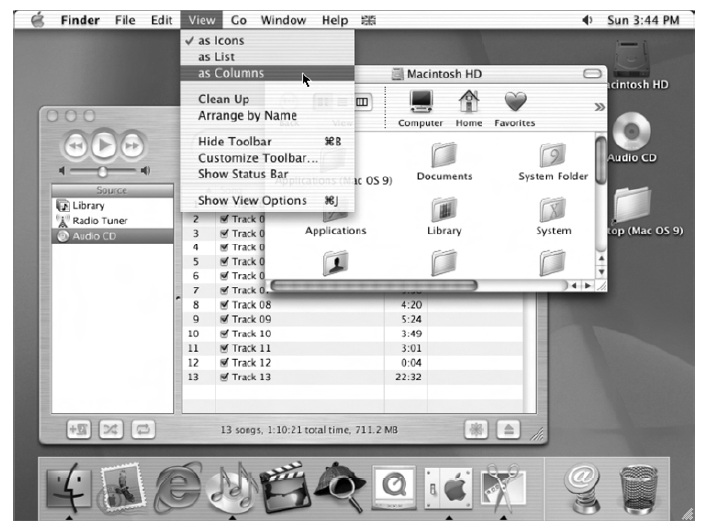 Finder File Edit View Go Window Help Sun 3:44 PM
✓ as Icons
as List
as Columns
Clean Up
Arrange by Name
Hide Toolbar ⌘B
Customize Toolbar...
Show Status Bar
Show View Options ⌘J
Macintosh HD
View
Computer Home Favorites
Applications (Mac OS 9)
Documents
System Folder
Applications
Library
System
acintosh HD
Audio CD
top (Mac OS 9)
Source
Library
Radio Tuner
Audio CD
2 Track 0
3 Track 0
4 Track 0
5 Track 0
6 Track 0
7 Track 0
8 Track 08 4:20
9 Track 09 5:24
10 Track 10 3:49
11 Track 11 3:01
12 Track 12 0:04
13 Track 13 22:32
13 songs, 1:10:21 total time, 711.2 MB